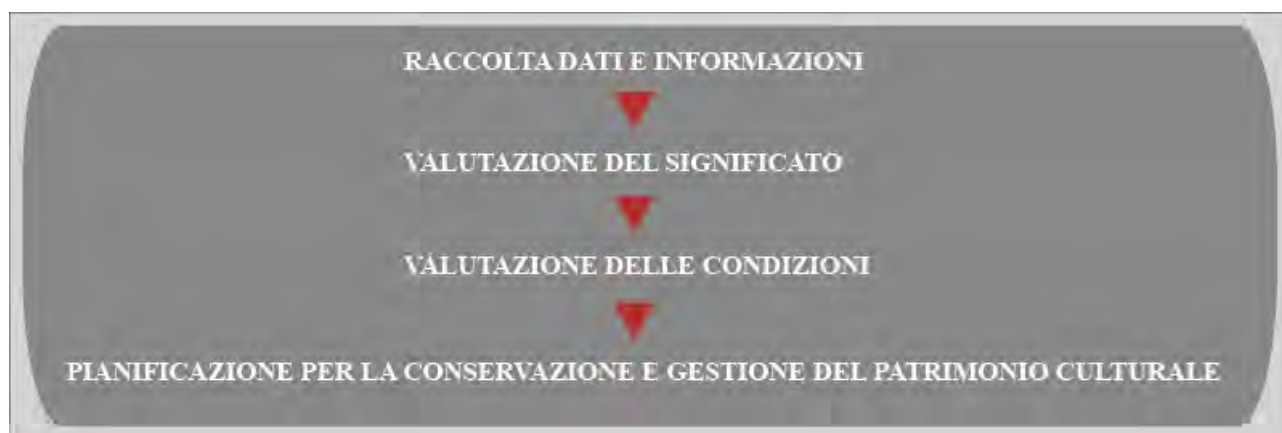 RACCOLTA DATI E INFORMAZIONI
VALUTAZIONE DEL SIGNIFICATO
VALUTAZIONE DELLE CONDIZIONI
PIANIFICAZIONE PER LA CONSERVAZIONE E GESTIONE DEL PATRIMONIO CULTURALE